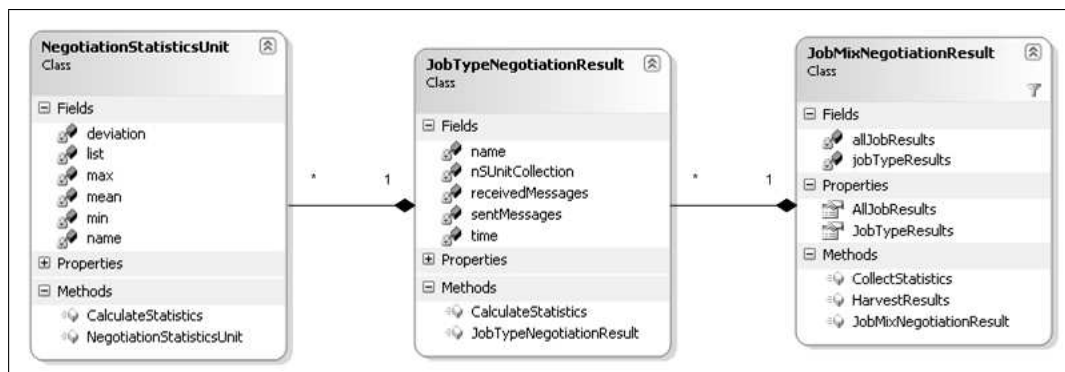 NegotiationStatisticsUnit
Class
Fields
deviation
list
max
mean
min
name
Properties
Methods
CalculateStatistics
NegotiationStatisticsUnit
* 1
JobTypeNegotiationResult
Class
Fields
name
nSUnitCollection
receivedMessages
sentMessages
time
Properties
Methods
CalculateStatistics
JobTypeNegotiationResult
* 1
JobMixNegotiationResult
Class
Fields
allJobResults
jobTypeResults
Properties
AllJobResults
JobTypeResults
Methods
CollectStatistics
HarvestResults
JobMixNegotiationResult